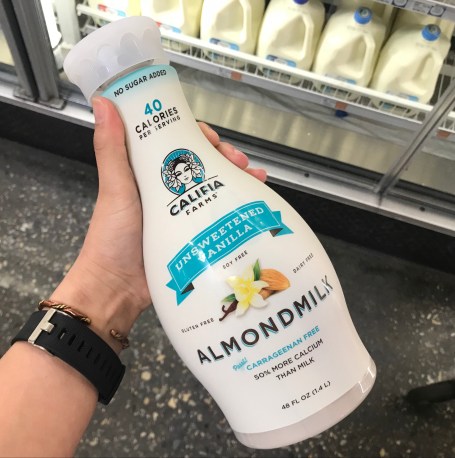 NO SUGAR ADDED
40
CALORIES
PER SERVING
CALIFIA
FARMS
UNSWEETENED
VANILLA
SOY FREE
DAIRY FREE
GLUTEN FREE
ALMONDMILK
CARRAGEENAN FREE
50% MORE CALCIUM
THAN MILK
48 FL OZ (1.4 L)